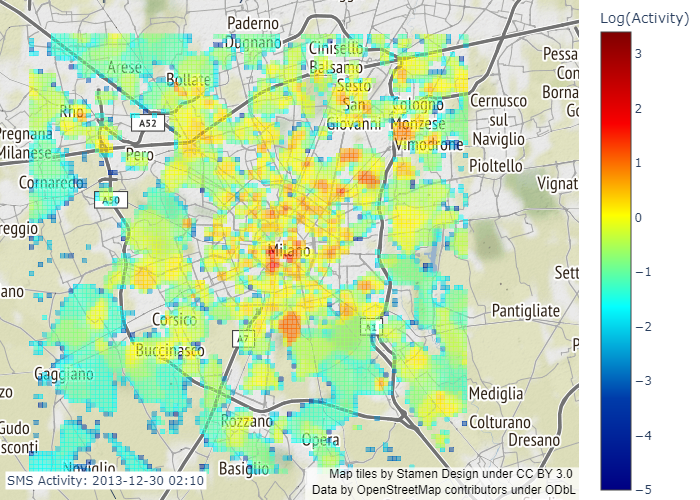 Log(Activity)
3
2
1
0
−1
−2
−3
−4
−5
Paderno
Dugnano
Cinisello
Balsamo
Arese
Bollate
Sesto
San
Giovanni
Cologno
Monzese
Cernusco
sul
Naviglio
Pessa
Con
Borna
Go
Rho
A52
Pregnana
Milanese
Pero
Vimodrone
Pioltello
Cornaredo
A50
Vignat
reggio
Milano
Sett
ano
Pantigliate
Corsico
A7
A1
Buccinasco
P
Gaggiano
zo
Mediglia
Rozzano
Colturano
Gudo
sconti
Opera
Dresano
Noviglio
Basiglio
SMS Activity: 2013-12-30 02:10
Map tiles by Stamen Design under CC BY 3.0
Data by OpenStreetMap contributors under ODbL